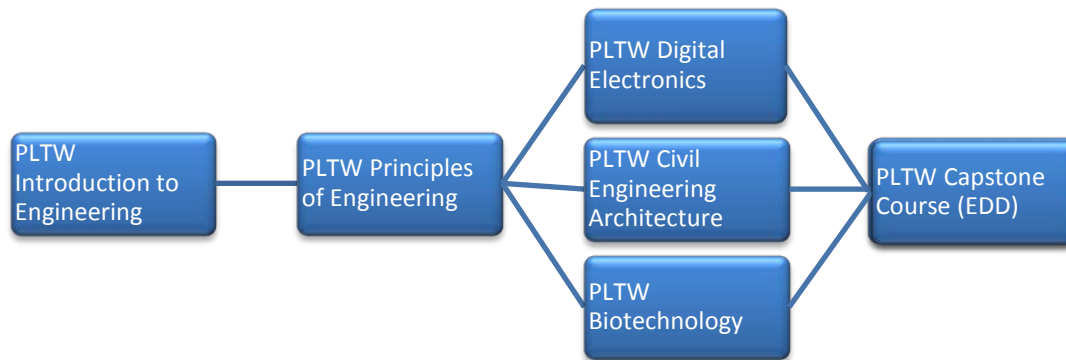 PLTW
Introduction to
Engineering
PLTW Principles
of Engineering
PLTW Digital
Electronics
PLTW Civil
Engineering
Architecture
PLTW
Biotechnology
PLTW Capstone
Course (EDD)